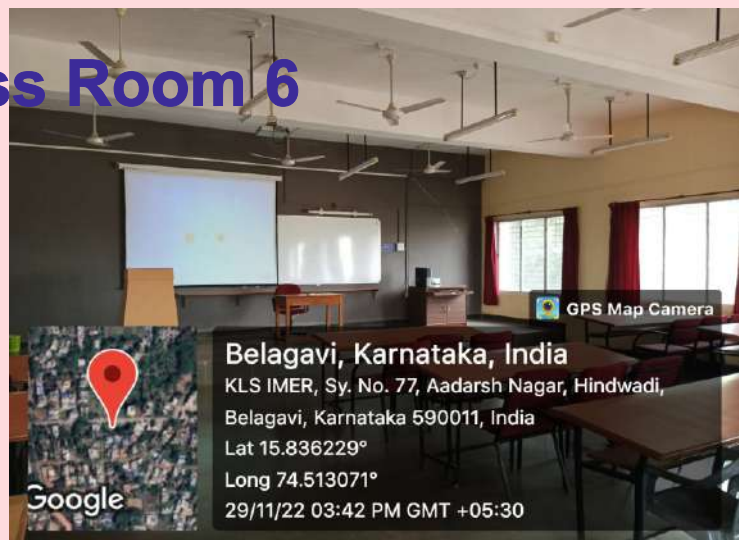 ss Room 6
GPS Map Camera
Belagavi, Karnataka, India
KLS IMER, Sy. No. 77, Aadarsh Nagar, Hindwadi,
Belagavi, Karnataka 590011, India
Lat 15.836229°
Long 74.513071°
29/11/22 03:42 PM GMT +05:30
Google